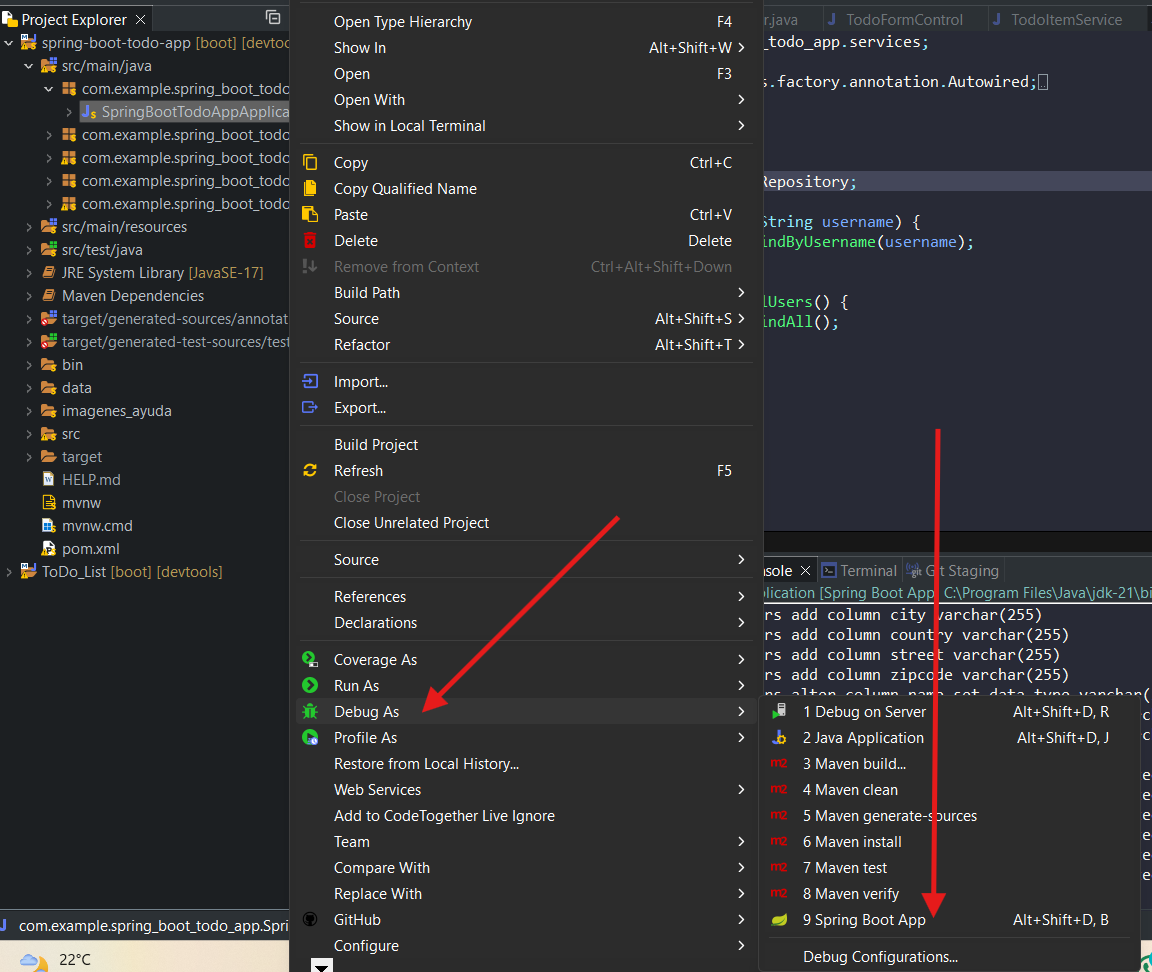 Project Explorer
spring-boot-todo-app [boot] [devtoo
src/main/java
com.example.spring_boot_todo
SpringBootTodoAppApplica
com.example.spring_boot_todo
com.example.spring_boot_todo
com.example.spring_boot_todo
com.example.spring_boot_todo
src/main/resources
src/test/java
JRE System Library [JavaSE-17]
Maven Dependencies
target/generated-sources/annotat
target/generated-test-sources/test
bin
data
imagenes_ayuda
src
target
HELP.md
mvnw
mvnw.cmd
pom.xml
ToDo_List [boot] [devtools]
com.example.spring_boot_todo_app.Spri
22°C
Open Type Hierarchy F4
Show In Alt+Shift+W
Open F3
Open With
Show in Local Terminal
Copy Ctrl+C
Copy Qualified Name
Paste Ctrl+V
Delete Delete
Remove from Context Ctrl+Alt+Shift+Down
Build Path
Source Alt+Shift+S
Refactor Alt+Shift+T
Import...
Export...
Build Project
Refresh F5
Close Project
Close Unrelated Project
Source
References
Declarations
Coverage As
Run As
Debug As
Profile As
Restore from Local History...
Web Services
Add to CodeTogether Live Ignore
Team
Compare With
Replace With
GitHub
Configure
r.java TodoFormControl TodoItemService
_todo_app.services;
s.factory.annotation.Autowired;
Repository;
String username) {
indByUsername(username);
lUsers() {
indAll();
sole Terminal Git Staging
plication [Spring Boot App] C:\Program Files\Java\jdk-21\bi
rs add column city varchar(255)
rs add column country varchar(255)
rs add column street varchar(255)
rs add column zipcode varchar(255)
rs alter column name set data type varchar(
1 Debug on Server Alt+Shift+D, R
2 Java Application Alt+Shift+D, J
3 Maven build...
4 Maven clean
5 Maven generate-sources
6 Maven install
7 Maven test
8 Maven verify
9 Spring Boot App Alt+Shift+D, B
Debug Configurations...